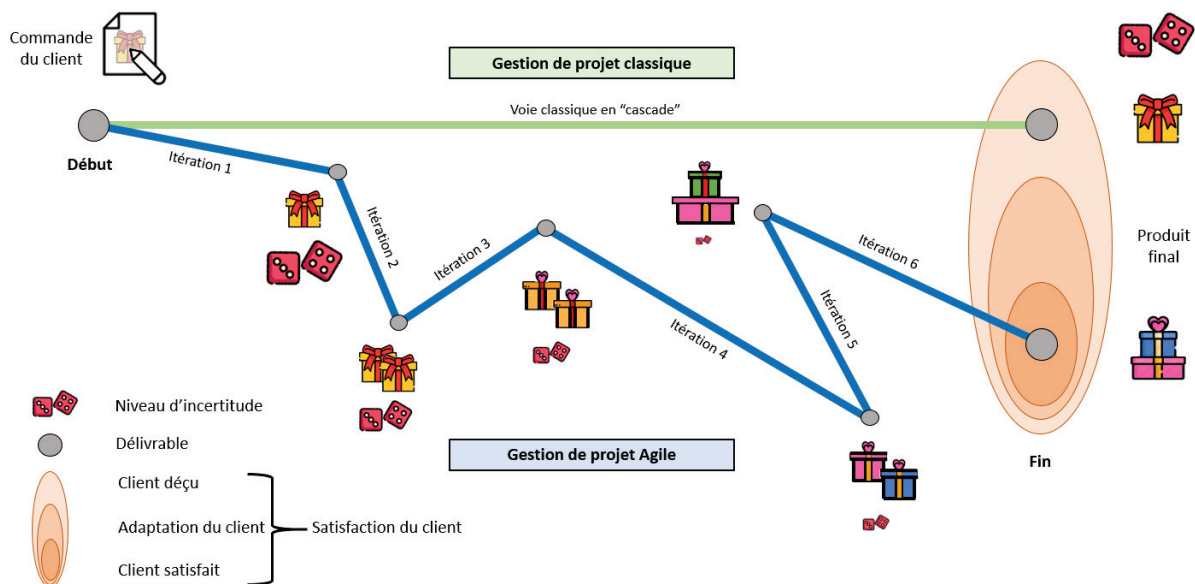 Commande
du client
Gestion de projet classique
Voie classique en “cascade”
Début
Itération 1
Itération 2
Itération 3
Itération 4
Itération 5
Itération 6
Produit
final
Niveau d’incertitude
Délivrable
Gestion de projet Agile
Fin
Client déçu
Adaptation du client
Satisfaction du client
Client satisfait